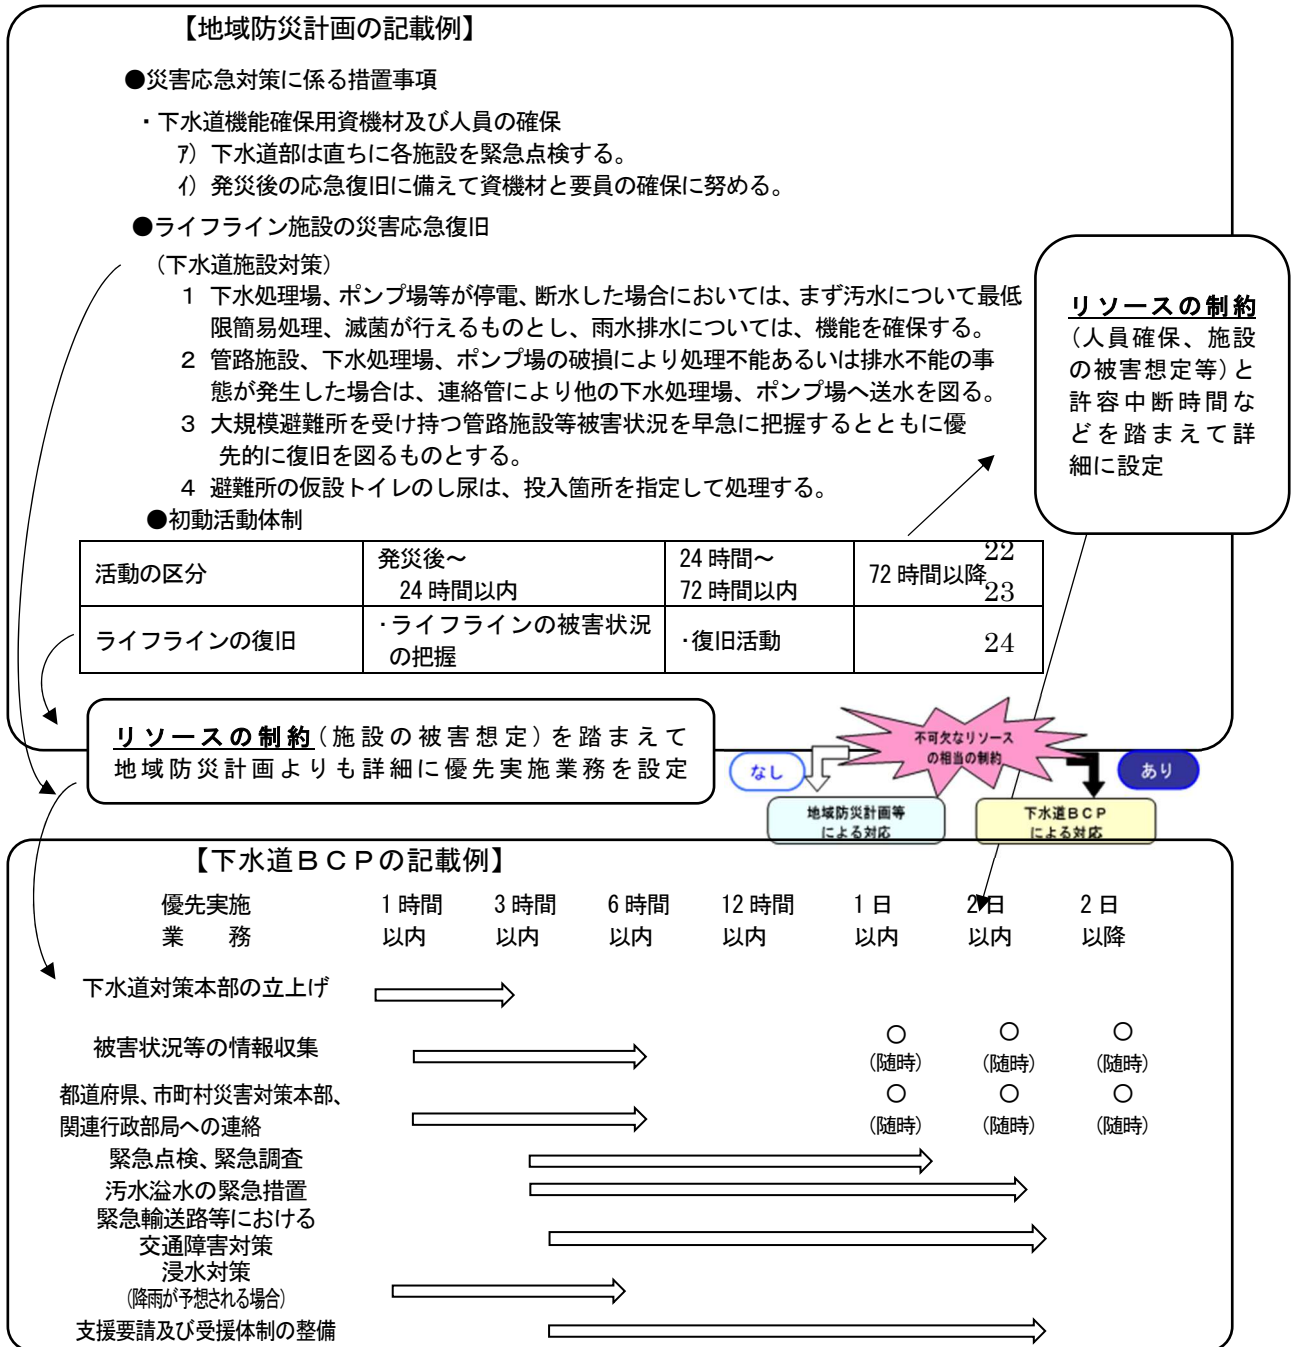 【地域防災計画の記載例】
●災害応急対策に係る措置事項
・下水道機能確保用資機材及び人員の確保
ｱ) 下水道部は直ちに各施設を緊急点検する。
ｲ) 発災後の応急復旧に備えて資機材と要員の確保に努める。
●ライフライン施設の災害応急復旧
（下水道施設対策）
１ 下水処理場、ポンプ場等が停電、断水した場合においては、まず汚水について最低
限簡易処理、滅菌が行えるものとし、雨水排水については、機能を確保する。
２ 管路施設、下水処理場、ポンプ場の破損により処理不能あるいは排水不能の事
態が発生した場合は、連絡管により他の下水処理場、ポンプ場へ送水を図る。
３ 大規模避難所を受け持つ管路施設等被害状況を早急に把握するとともに優
先的に復旧を図るものとする。
４ 避難所の仮設トイレのし尿は、投入箇所を指定して処理する。
●初動活動体制
リソースの制約
（人員確保、施設
の被害想定等）と
許容中断時間な
どを踏まえて詳
細に設定
活動の区分
発災後～
24時間以内
24時間～
72時間以内
72時間以降
22
23
ライフラインの復旧
・ライフラインの被害状況
の把握
・復旧活動
24
リソースの制約（施設の被害想定）を踏まえて
地域防災計画よりも詳細に優先実施業務を設定
不可欠なリソース
の相当の制約
なし
あり
地域防災計画等
による対応
下水道ＢＣＰ
による対応
【下水道ＢＣＰの記載例】
優先実施 1時間 3時間 6時間 12時間 1日 2日 2日
業　務 以内 以内 以内 以内 以内 以内 以降
下水道対策本部の立上げ
被害状況等の情報収集 ○ ○ ○
(随時) (随時) (随時)
都道府県、市町村災害対策本部、 ○ ○ ○
関連行政部局への連絡 (随時) (随時) (随時)
緊急点検、緊急調査
汚水溢水の緊急措置
緊急輸送路等における
交通障害対策
浸水対策
(降雨が予想される場合)
支援要請及び受援体制の整備